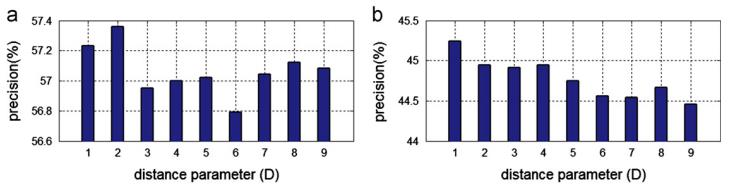 a
57.4
57.2
57
56.8
56.6
precision(%)
1 2 3 4 5 6 7 8 9
distance parameter (D)
b
45.5
45
44.5
44
precision(%)
1 2 3 4 5 6 7 8 9
distance parameter (D)